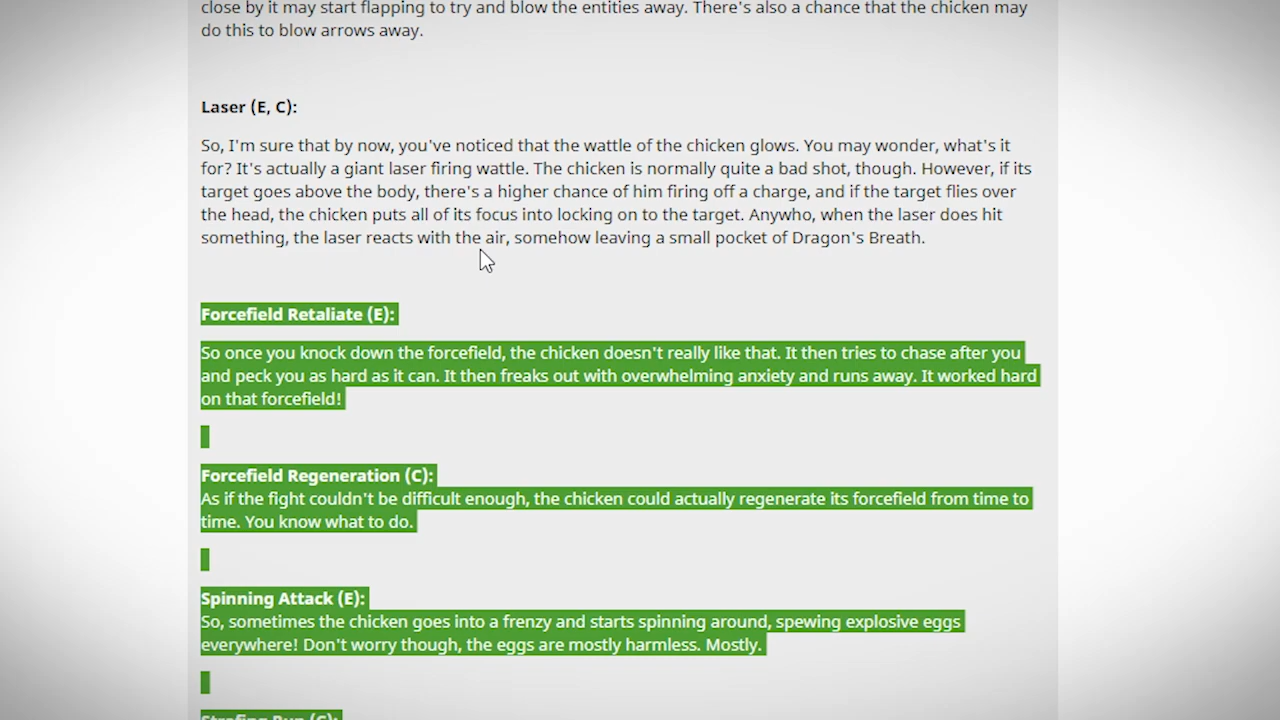 close by it may start flapping to try and blow the entities away. There's also a chance that the chicken may
do this to blow arrows away.
Laser (E, C):
So, I'm sure that by now, you've noticed that the wattle of the chicken glows. You may wonder, what's it
for? It's actually a giant laser firing wattle. The chicken is normally quite a bad shot, though. However, if its
target goes above the body, there's a higher chance of him firing off a charge, and if the target flies over
the head, the chicken puts all of its focus into locking on to the target. Anywho, when the laser does hit
something, the laser reacts with the air, somehow leaving a small pocket of Dragon's Breath.
Forcefield Retaliate (E):
So once you knock down the forcefield, the chicken doesn't really like that. It then tries to chase after you
and peck you as hard as it can. It then freaks out with overwhelming anxiety and runs away. It worked hard
on that forcefield!
Forcefield Regeneration (C):
As if the fight couldn't be difficult enough, the chicken could actually regenerate its forcefield from time to
time. You know what to do.
Spinning Attack (E):
So, sometimes the chicken goes into a frenzy and starts spinning around, spewing explosive eggs
everywhere! Don't worry though, the eggs are mostly harmless. Mostly.
Strafing Run (C):